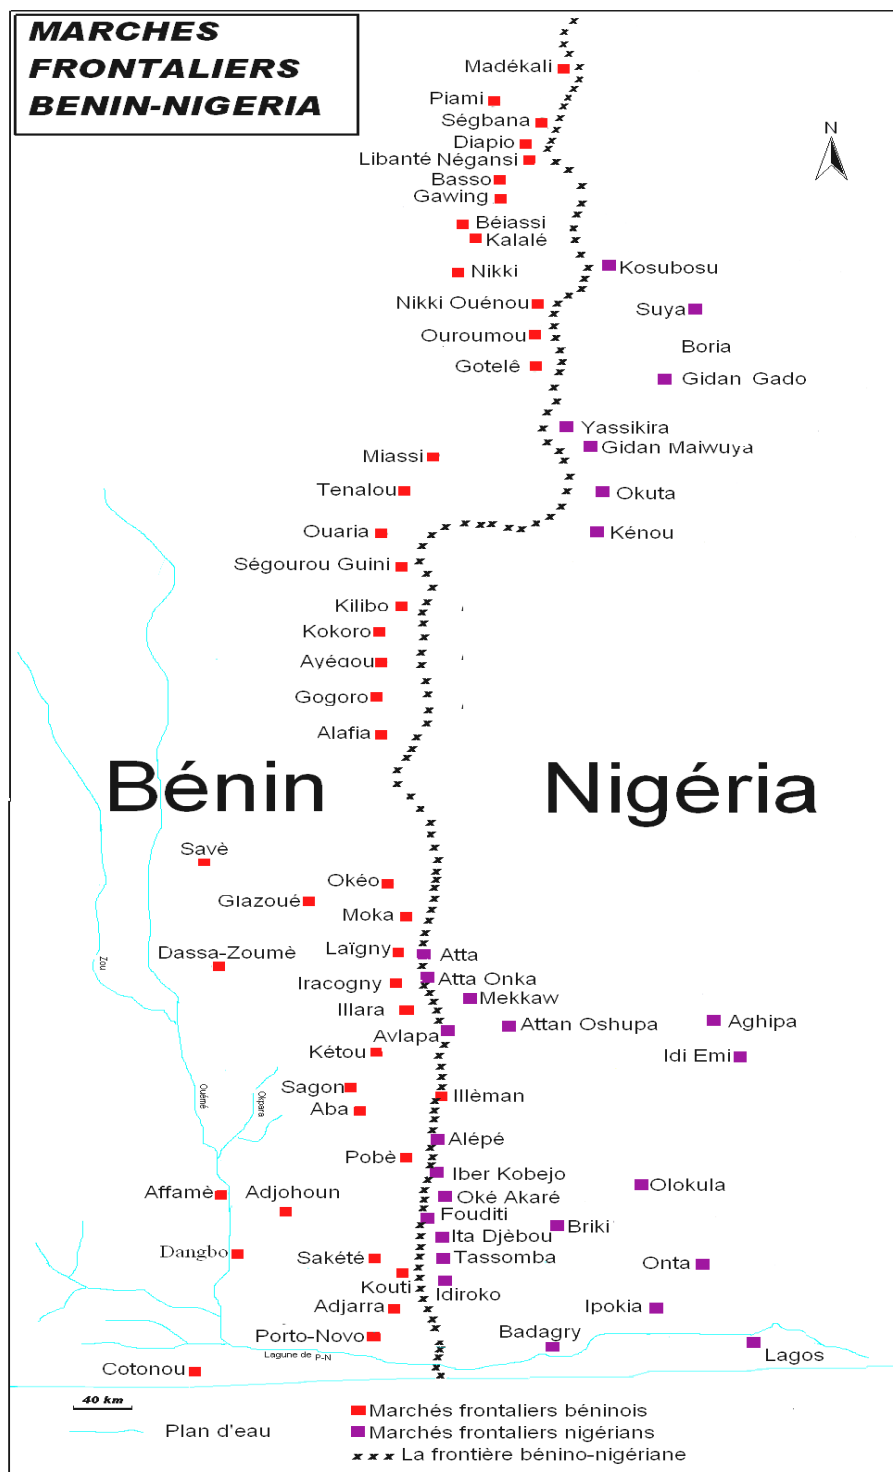 MARCHES
FRONTALIERS
BENIN-NIGERIA
N
Madékali
Piami
Ségbana
Diapio
Libanté Négansi
Basso
Gawing
Béiassi
Kalalé
Nikki
Kosubosu
Nikki Ouénou
Suya
Ouroumou
Boria
Gotelê
Gidan Gado
Yassikira
Gidan Maiwuya
Miassi
Tenalou
Okuta
Ouaria
Kénou
Ségourou Guini
Kilibo
Kokoro
Ayégou
Gogoro
Alafia
Bénin
Nigéria
Savè
Okéo
Glazoué
Moka
Dassa-Zoumè
Laïgny
Atta
Zou
Iracogny
Atta Onka
Mekkaw
Illara
Avlapa
Attan Oshupa
Aghipa
Kétou
Idi Emi
Sagon
Illèman
Ouémé
Okpara
Aba
Alépé
Pobè
Iber Kobejo
Affamè
Adjohoun
Oké Akaré
Olokula
Fouditi
Briki
Ita Djèbou
Dangbo
Sakété
Tassomba
Onta
Kouti
Idiroko
Adjarra
Ipokia
Porto-Novo
Badagry
Lagune de P-N
Lagos
Cotonou
40 km
Plan d'eau
Marchés frontaliers béninois
Marchés frontaliers nigérians
La frontière bénino-nigériane